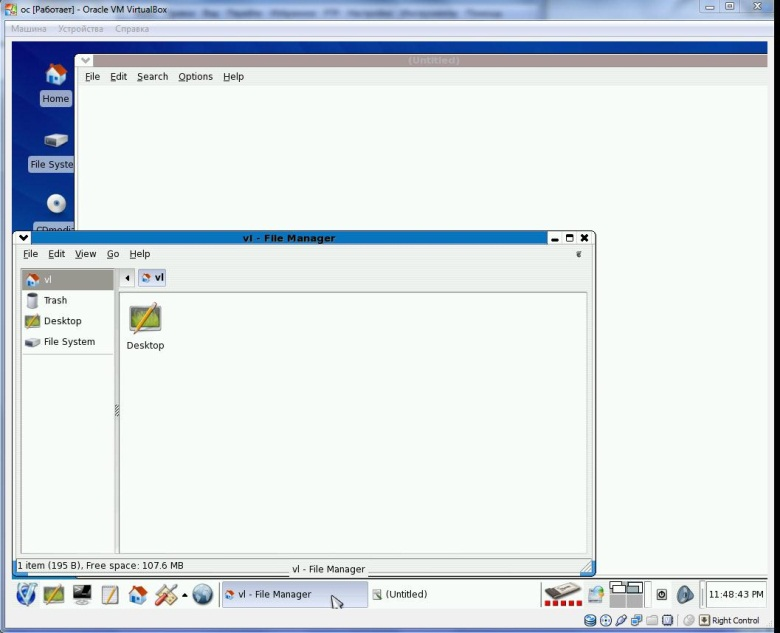 ос [Работает] - Oracle VM VirtualBox
Машина Устройства Справка
(Untitled)
File Edit Search Options Help
Home
File Syste
CDmedia
vl - File Manager
File Edit View Go Help
vl
vl
Trash
Desktop
File System
Desktop
1 item (195 B), Free space: 107.6 MB
vl - File Manager
vl - File Manager
(Untitled)
11:48:43 PM
Right Control